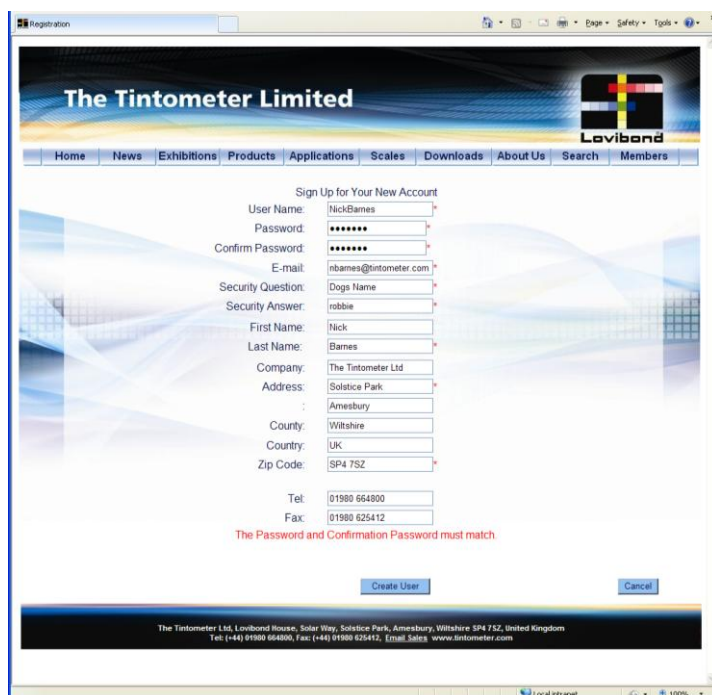 Registration
Page Safety Tools
The Tintometer Limited
Lovibond
Home News Exhibitions Products Applications Scales Downloads About Us Search Members
Sign Up for Your New Account
User Name: NickBarnes *
Password: ••••••• *
Confirm Password: ••••••• *
E-mail: nbarnes@tintometer.com *
Security Question: Dogs Name *
Security Answer: robbie *
First Name: Nick
Last Name: Barnes *
Company: The Tintometer Ltd
Address: Solstice Park *
: Amesbury
County: Wiltshire
Country: UK
Zip Code: SP4 7SZ *
Tel: 01980 664800
Fax: 01980 625412
The Password and Confirmation Password must match.
Create User Cancel
The Tintometer Ltd, Lovibond House, Solar Way, Solstice Park, Amesbury, Wiltshire SP4 7SZ, United Kingdom
Tel: (+44) 01980 664800, Fax: (+44) 01980 625412, Email Sales www.tintometer.com
Local intranet 100%